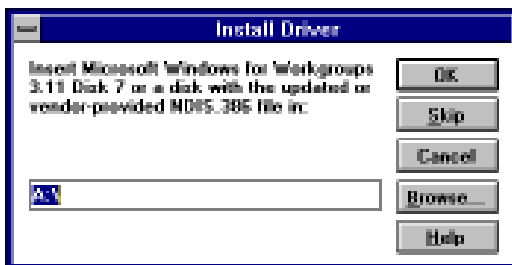 Install Driver
Insert Microsoft Windows for Workgroups
3.11 Disk 7 or a disk with the updated or
vendor-provided NDIS.386 file in:
OK
Skip
Cancel
A:\
Browse...
Help